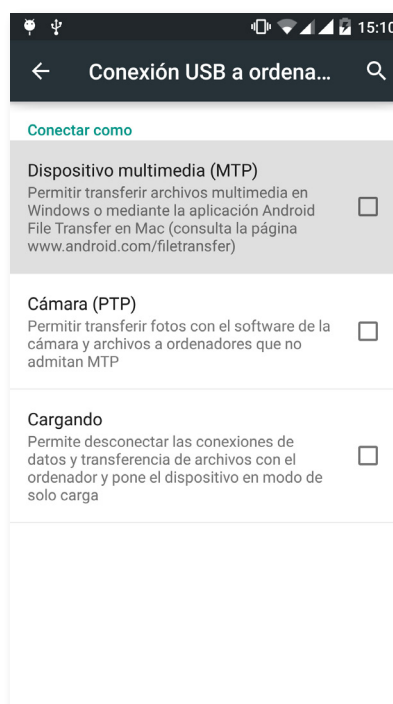 15:10
Conexión USB a ordena...
Conectar como
Dispositivo multimedia (MTP)
Permitir transferir archivos multimedia en
Windows o mediante la aplicación Android
File Transfer en Mac (consulta la página
www.android.com/filetransfer)
Cámara (PTP)
Permitir transferir fotos con el software de la
cámara y archivos a ordenadores que no
admitan MTP
Cargando
Permite desconectar las conexiones de
datos y transferencia de archivos con el
ordenador y pone el dispositivo en modo de
solo carga